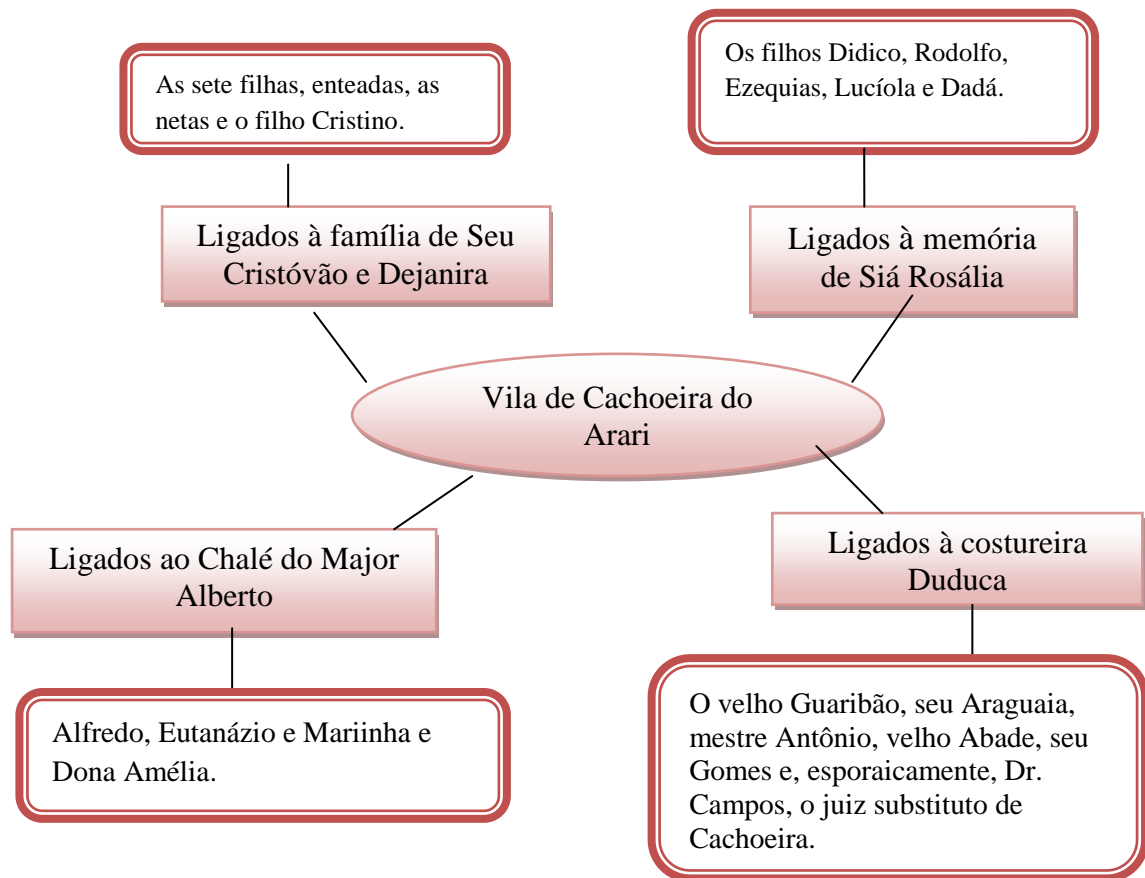 As sete filhas, enteadas, as
netas e o filho Cristino.
Os filhos Didico, Rodolfo,
Ezequias, Lucíola e Dadá.
Ligados à família de Seu
Cristóvão e Dejanira
Ligados à memória
de Siá Rosália
Vila de Cachoeira do
Arari
Ligados ao Chalé do Major
Alberto
Ligados à costureira
Duduca
Alfredo, Eutanázio e Mariinha e
Dona Amélia.
O velho Guaribão, seu Araguaia,
mestre Antônio, velho Abade, seu
Gomes e, esporaicamente, Dr.
Campos, o juiz substituto de
Cachoeira.